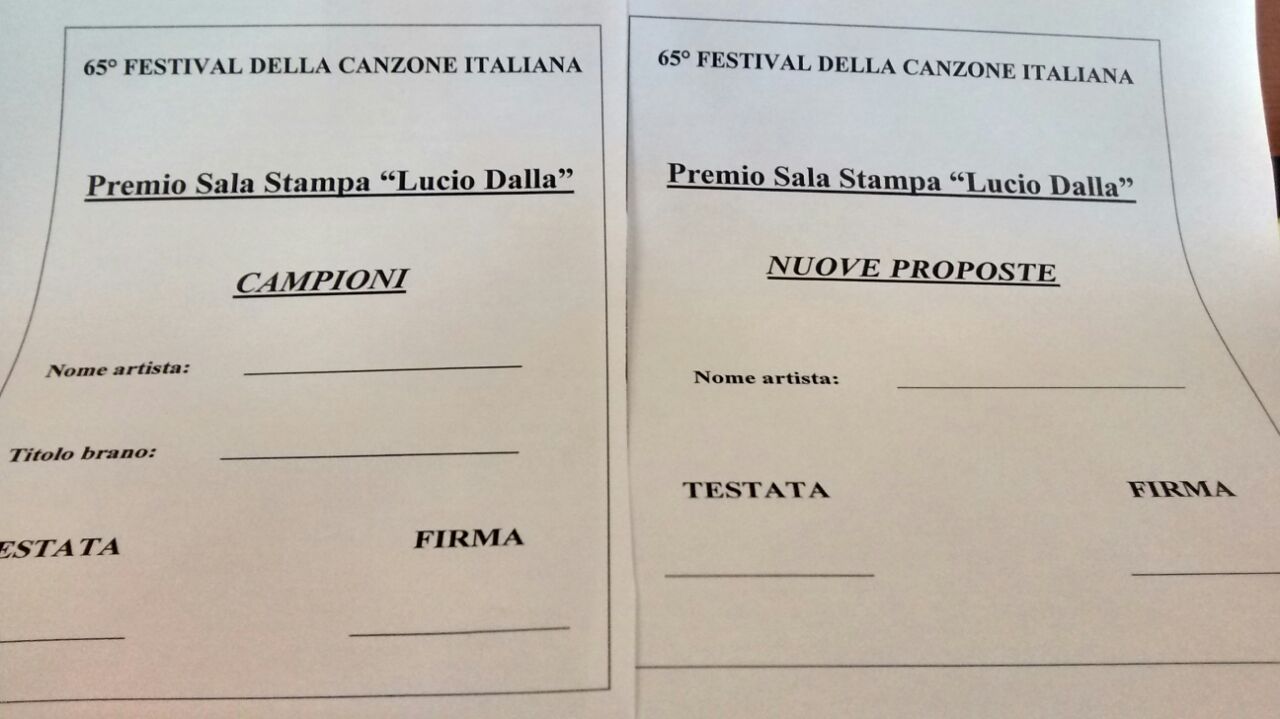 65° FESTIVAL DELLA CANZONE ITALIANA
Premio Sala Stampa “Lucio Dalla”
CAMPIONI
Nome artista:
Titolo brano:
ESTATA FIRMA
65° FESTIVAL DELLA CANZONE ITALIANA
Premio Sala Stampa “Lucio Dalla”
NUOVE PROPOSTE
Nome artista:
TESTATA FIRMA